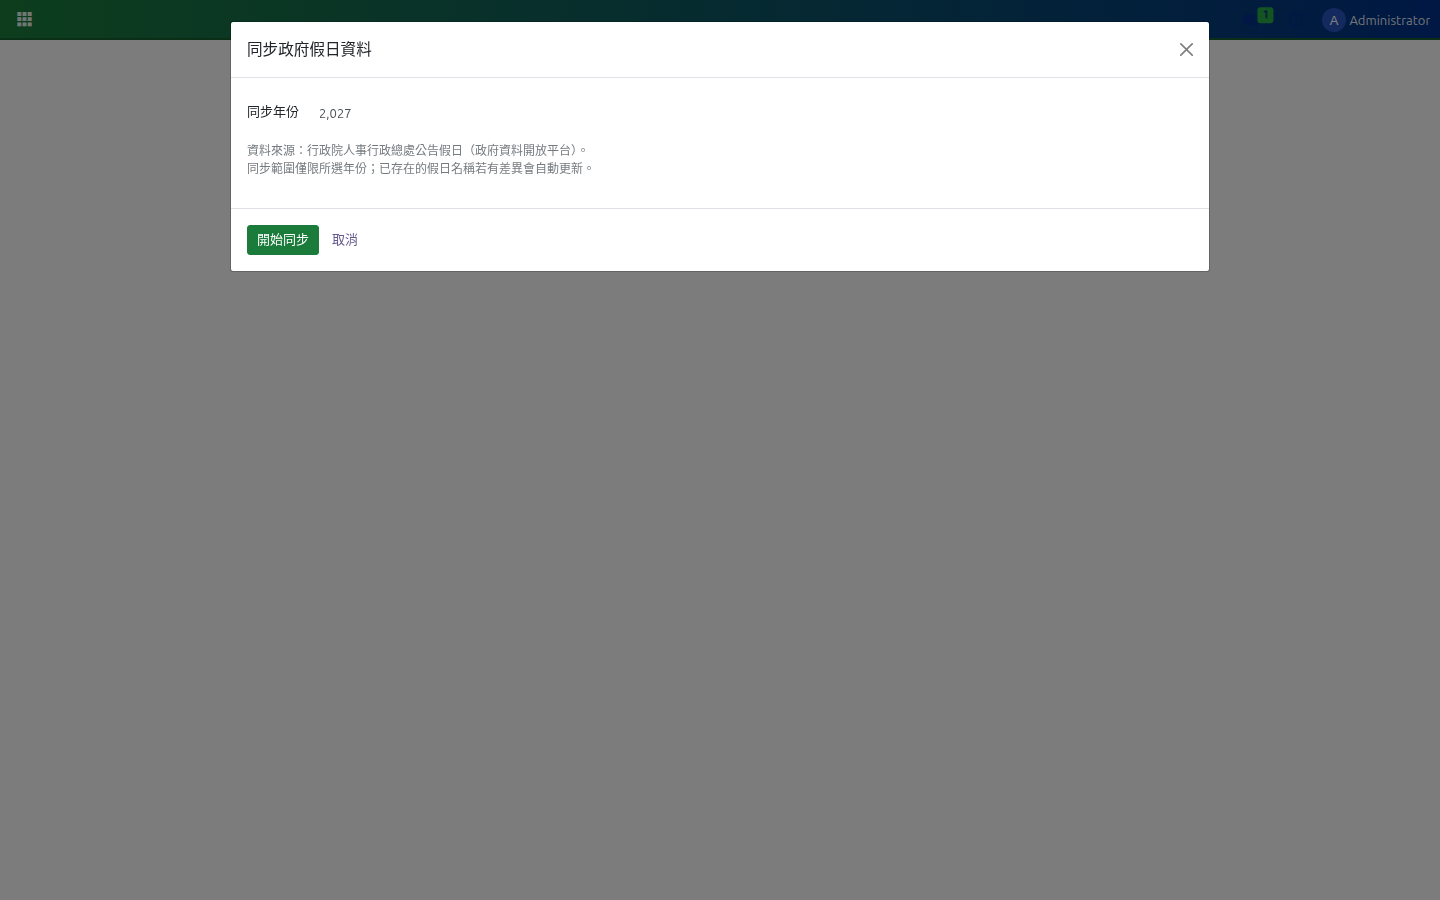 1
A Administrator
同步政府假日資料
同步年份 2,027
資料來源：行政院人事行政總處公告假日（政府資料開放平台）。
同步範圍僅限所選年份；已存在的假日名稱若有差異會自動更新。
開始同步 取消